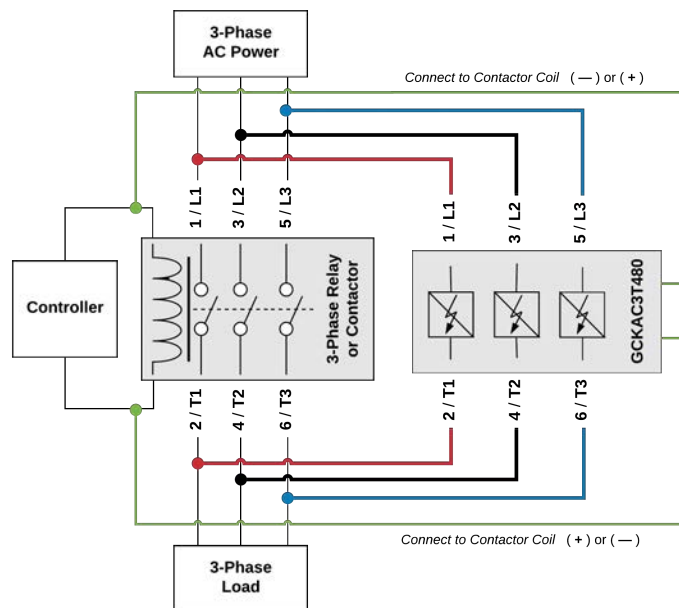 3-Phase
AC Power
Connect to Contactor Coil ( — ) or ( + )
1 / L1
3 / L2
5 / L3
1 / L1
3 / L2
5 / L3
Controller
3-Phase Relay
or Contactor
GCKAC3T480
2 / T1
4 / T2
6 / T3
2 / T1
4 / T2
6 / T3
Connect to Contactor Coil ( + ) or ( — )
3-Phase
Load